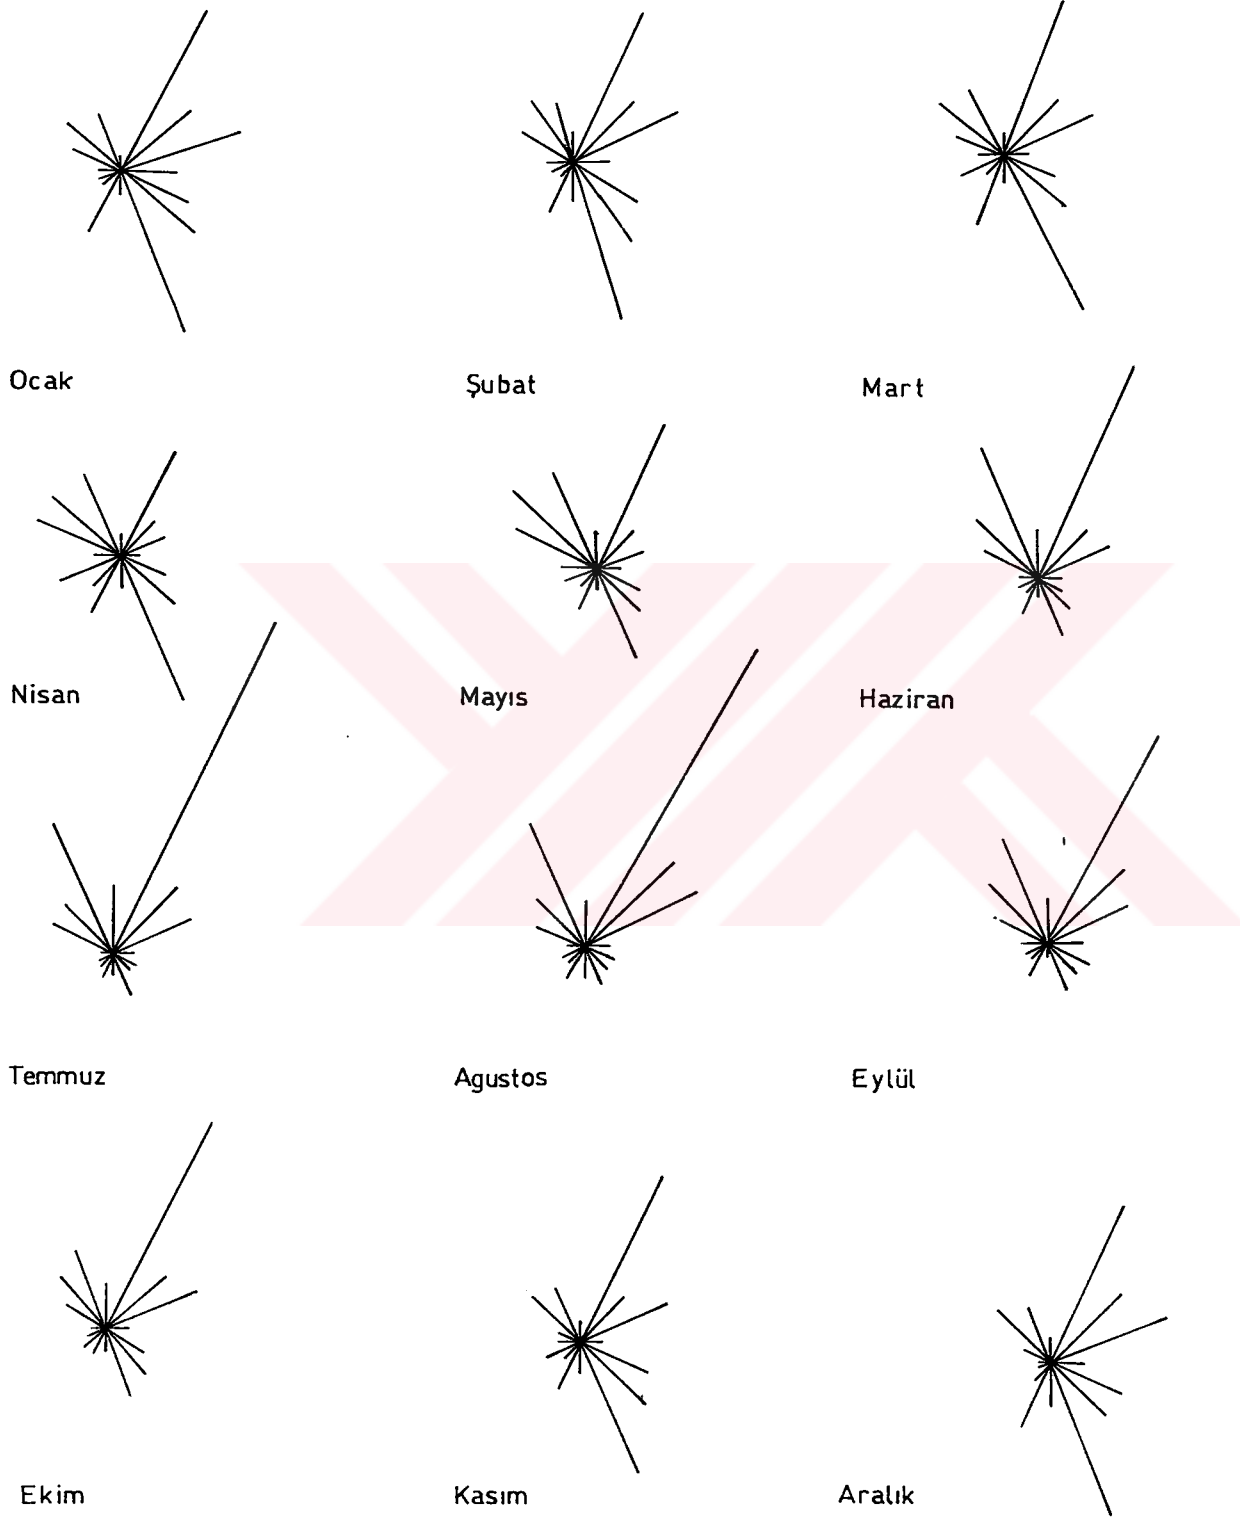 Ocak
Şubat
Mart
Nisan
Mayıs
Haziran
Temmuz
Agustos
Eylül
Ekim
Kasım
Aralık